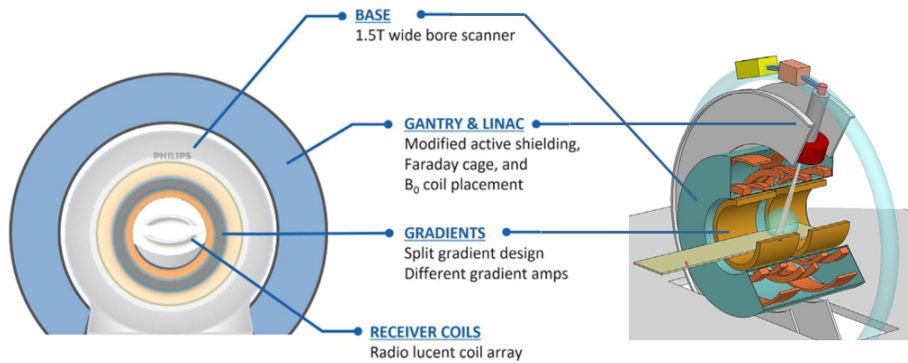 BASE
1.5T wide bore scanner
PHILIPS
GANTRY & LINAC
Modified active shielding,
Faraday cage, and
B₀ coil placement
GRADIENTS
Split gradient design
Different gradient amps
RECEIVER COILS
Radio lucent coil array